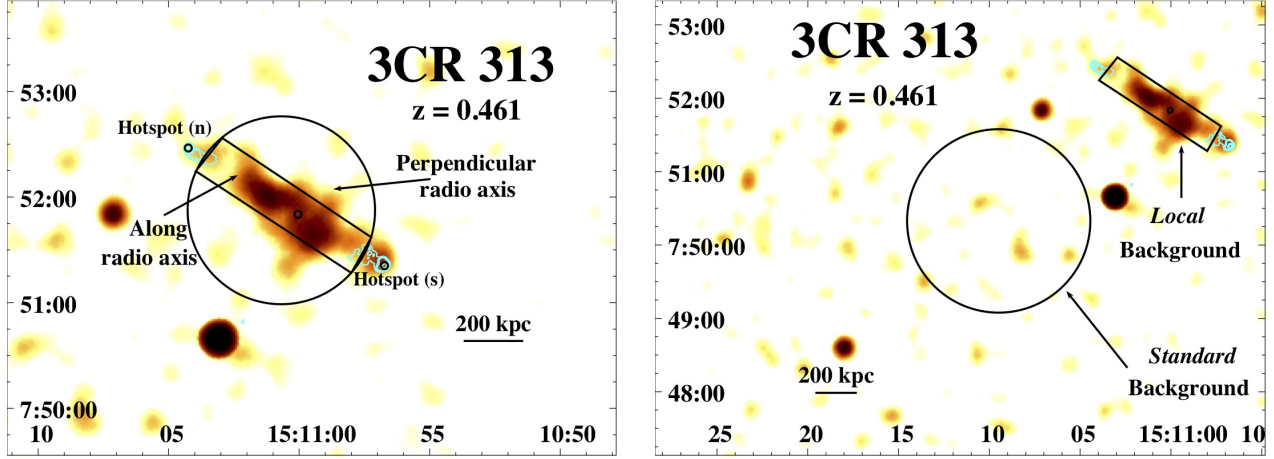 3CR 313
z = 0.461
53:00
Hotspot (n)
Perpendicular
radio axis
52:00
Along
radio axis
Hotspot (s)
51:00
200 kpc
7:50:00
10 05 15:11:00 55 10:50
53:00
3CR 313
z = 0.461
52:00
51:00
Local
Background
7:50:00
49:00
Standard
Background
200 kpc
48:00
25 20 15 10 05 15:11:00 10